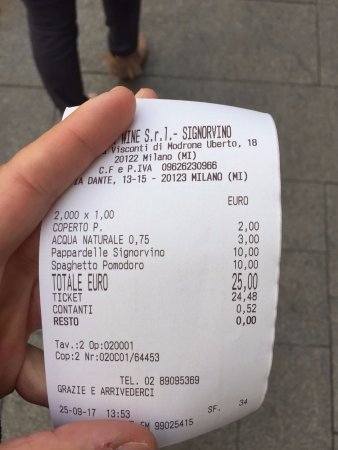 WINE S.r.l.- SIGNORVINO
Visconti di Modrone Uberto, 18
20122 Milano (MI)
C.F e P.IVA 09626230966
VIA DANTE, 13-15 - 20123 MILANO (MI)
EURO
2,000 x 1,00
COPERTO P. 2,00
ACQUA NATURALE 0,75 3,00
Pappardelle Signorvino 10,00
Spaghetto Pomodoro 10,00
TOTALE EURO 25,00
TICKET 24,48
CONTANTI 0,52
RESTO 0,00
Tav.:2 Op:020001
Cop:2 Nr:020C01/64453
TEL. 02 89095369
GRAZIE E ARRIVEDERCI
25-09-17 13:53 SF. 34
EM 99025415